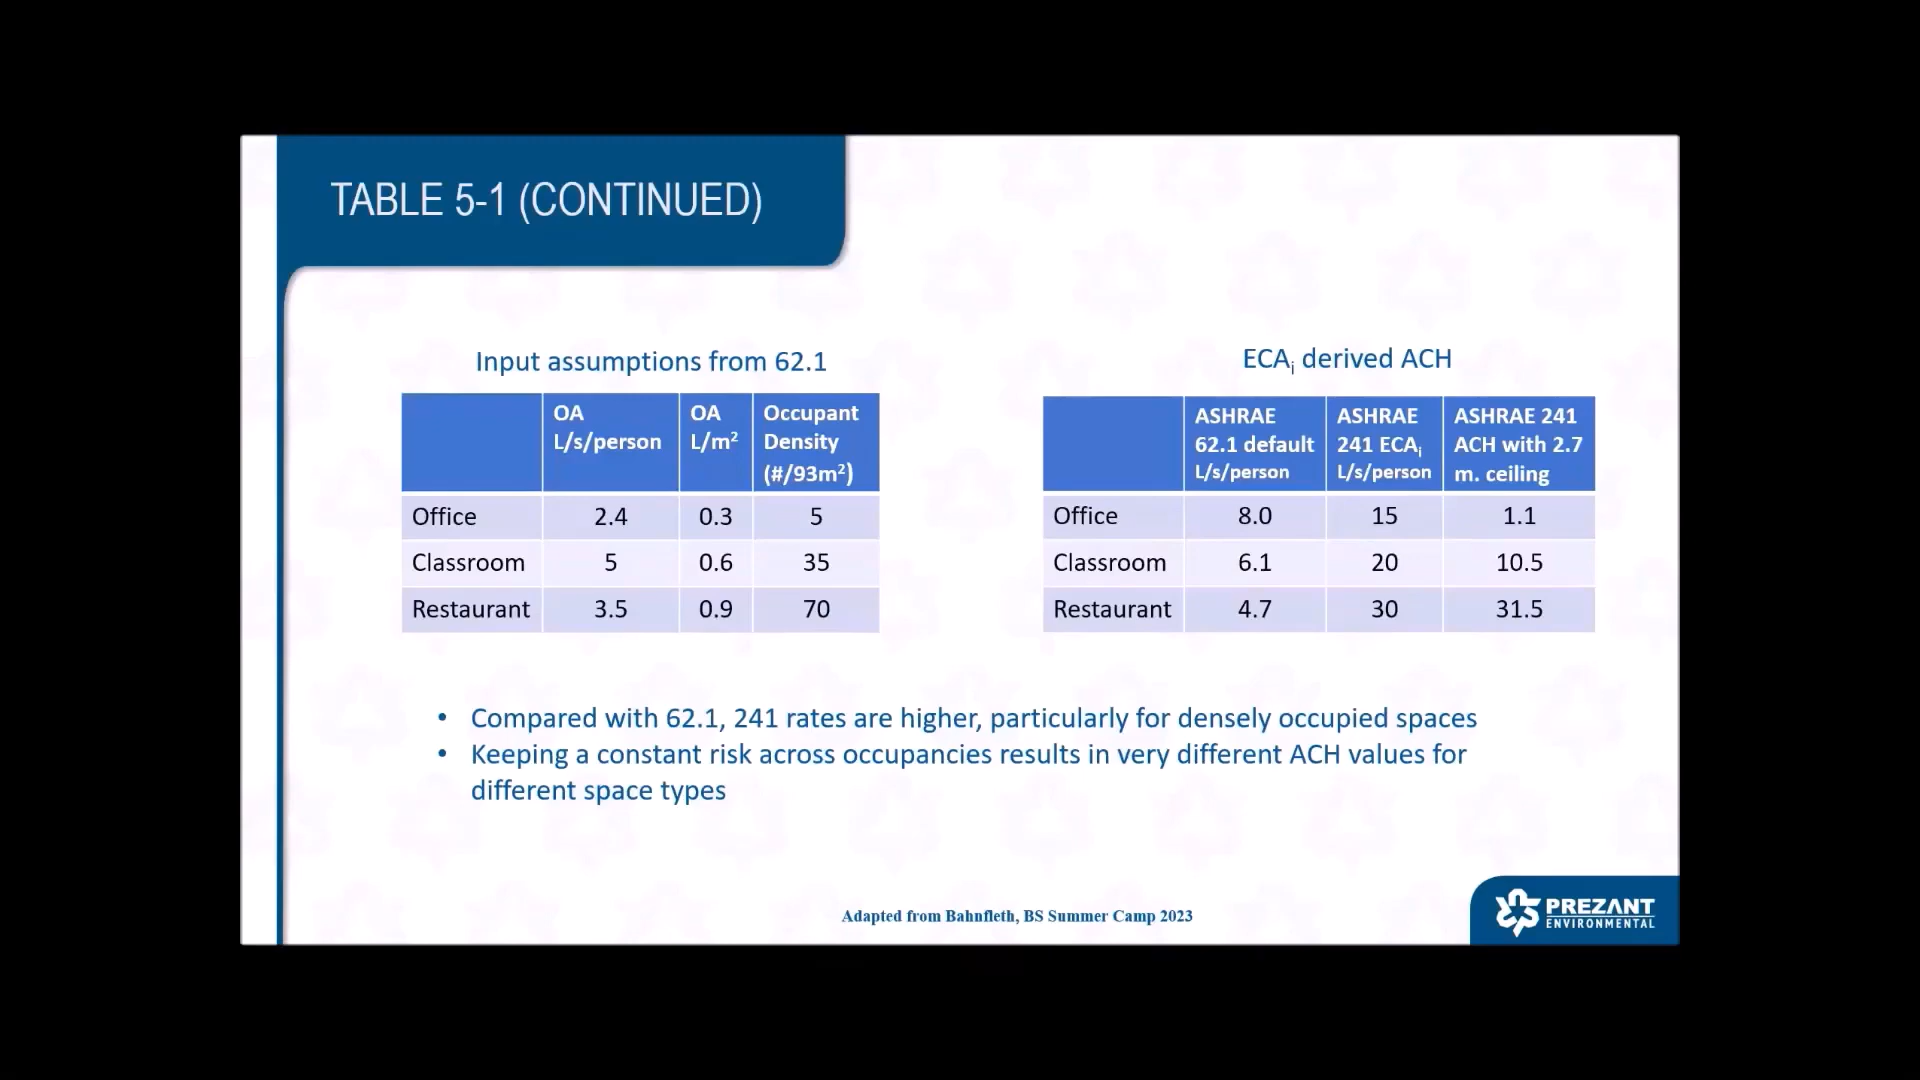 TABLE 5-1 (CONTINUED)
Input assumptions from 62.1
OA L/s/person OA L/m² Occupant Density (#/93m²)
Office 2.4 0.3 5
Classroom 5 0.6 35
Restaurant 3.5 0.9 70
ECAᵢ derived ACH
ASHRAE 62.1 default L/s/person ASHRAE 241 ECAᵢ L/s/person ASHRAE 241 ACH with 2.7 m. ceiling
Office 8.0 15 1.1
Classroom 6.1 20 10.5
Restaurant 4.7 30 31.5
• Compared with 62.1, 241 rates are higher, particularly for densely occupied spaces
• Keeping a constant risk across occupancies results in very different ACH values for
different space types
Adapted from Bahnfleth, BS Summer Camp 2023
PREZANT
ENVIRONMENTAL